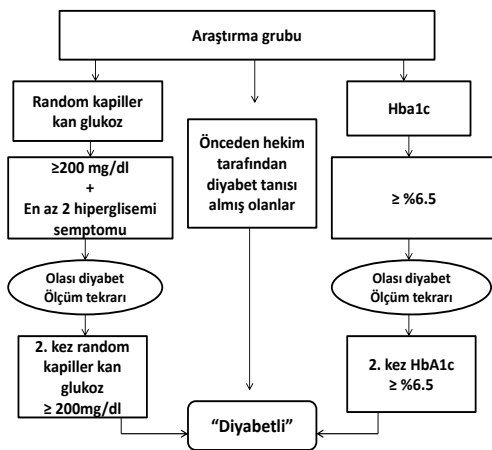 Araştırma grubu
Random kapiller
kan glukoz
≥200 mg/dl
+
En az 2 hiperglisemi
semptomu
Olası diyabet
Ölçüm tekrarı
2. kez random
kapiller kan
glukoz
≥ 200mg/dl
Önceden hekim
tarafından
diyabet tanısı
almış olanlar
Hba1c
≥ %6.5
Olası diyabet
Ölçüm tekrarı
2. kez HbA1c
≥ %6.5
“Diyabetli”